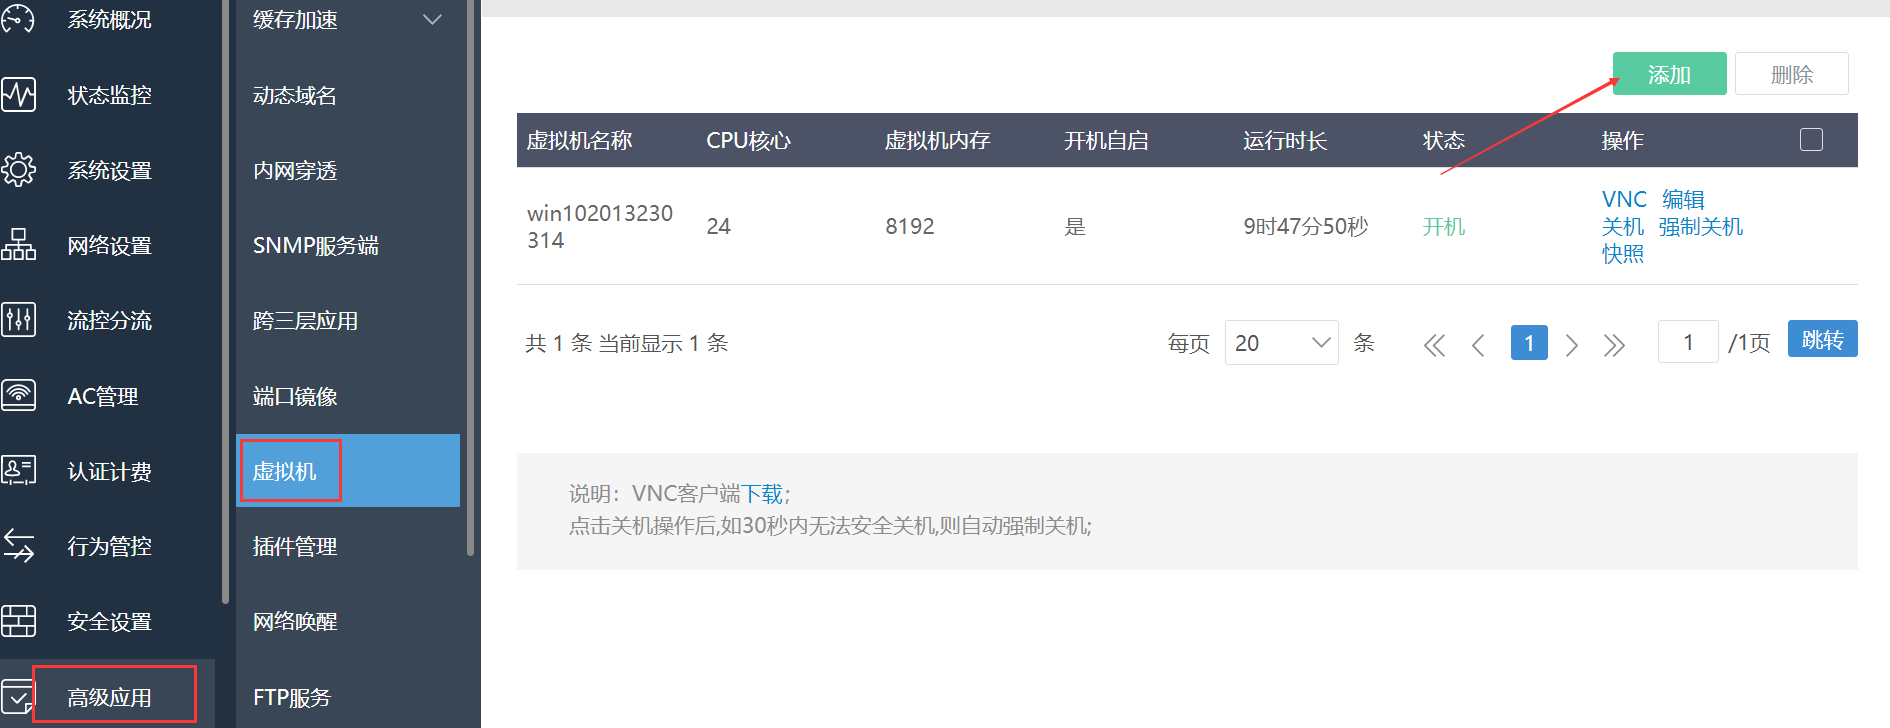 系统概况
状态监控
系统设置
网络设置
流控分流
AC管理
认证计费
行为管控
安全设置
高级应用
缓存加速
动态域名
内网穿透
SNMP服务端
跨三层应用
端口镜像
虚拟机
插件管理
网络唤醒
FTP服务
添加 删除
虚拟机名称 CPU核心 虚拟机内存 开机自启 运行时长 状态 操作
win102013230
314
24 8192 是 9时47分50秒 开机
VNC 编辑
关机 强制关机
快照
共 1 条 当前显示 1 条 每页 20 条 1 1 /1页 跳转
说明：VNC客户端下载;
点击关机操作后,如30秒内无法安全关机,则自动强制关机;